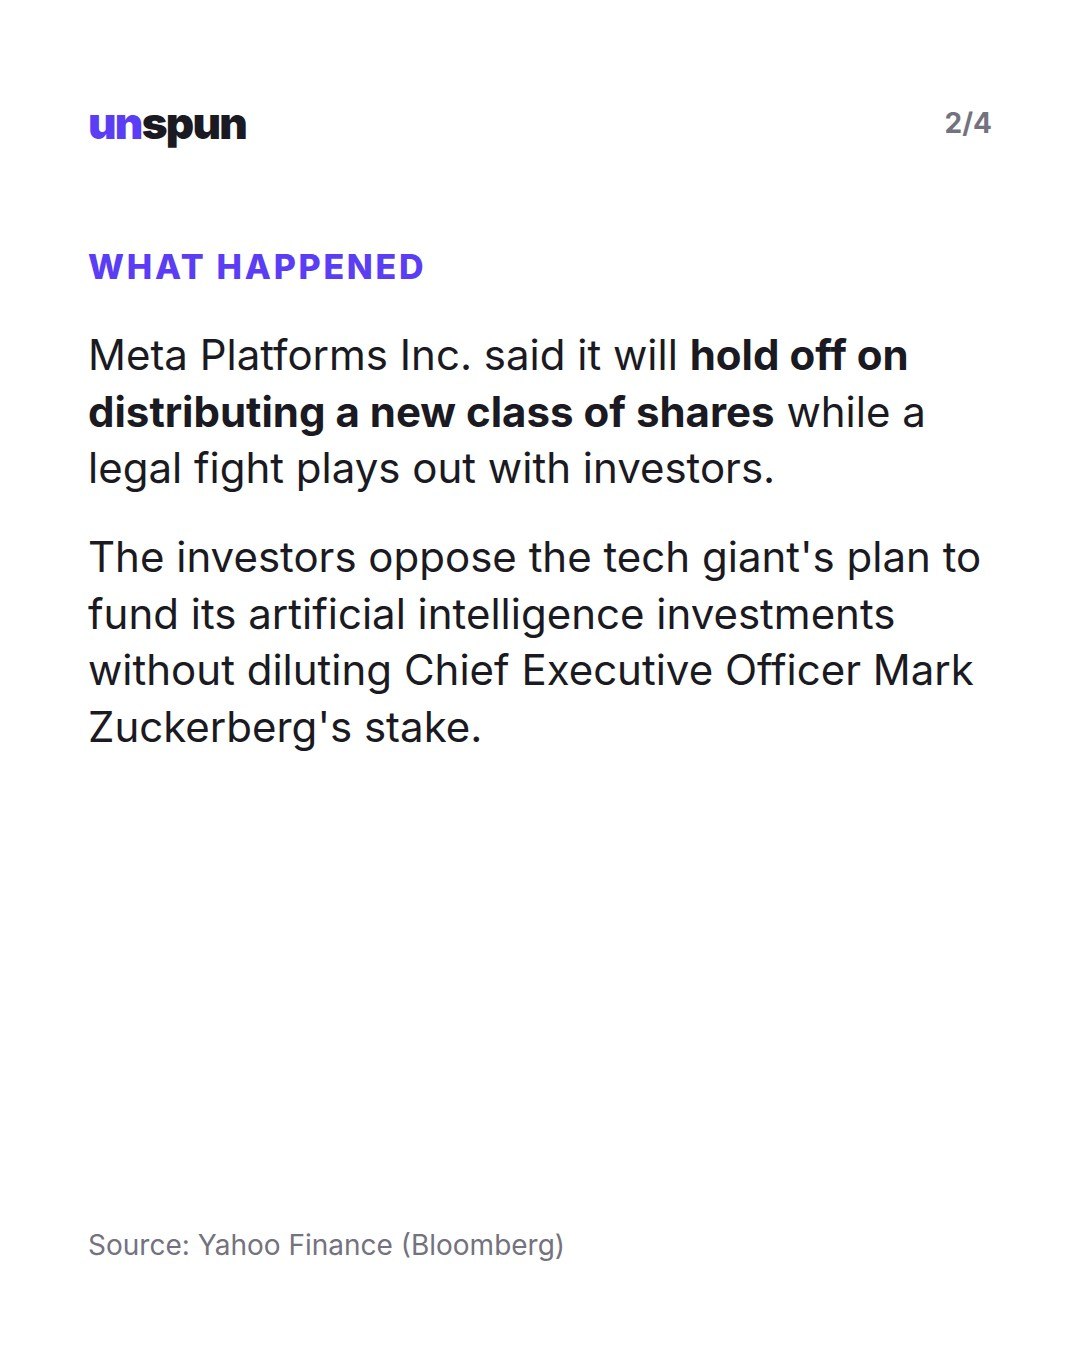 unspun
2/4
WHAT HAPPENED
Meta Platforms Inc. said it will hold off on
distributing a new class of shares while a
legal fight plays out with investors.
The investors oppose the tech giant's plan to
fund its artificial intelligence investments
without diluting Chief Executive Officer Mark
Zuckerberg's stake.
Source: Yahoo Finance (Bloomberg)